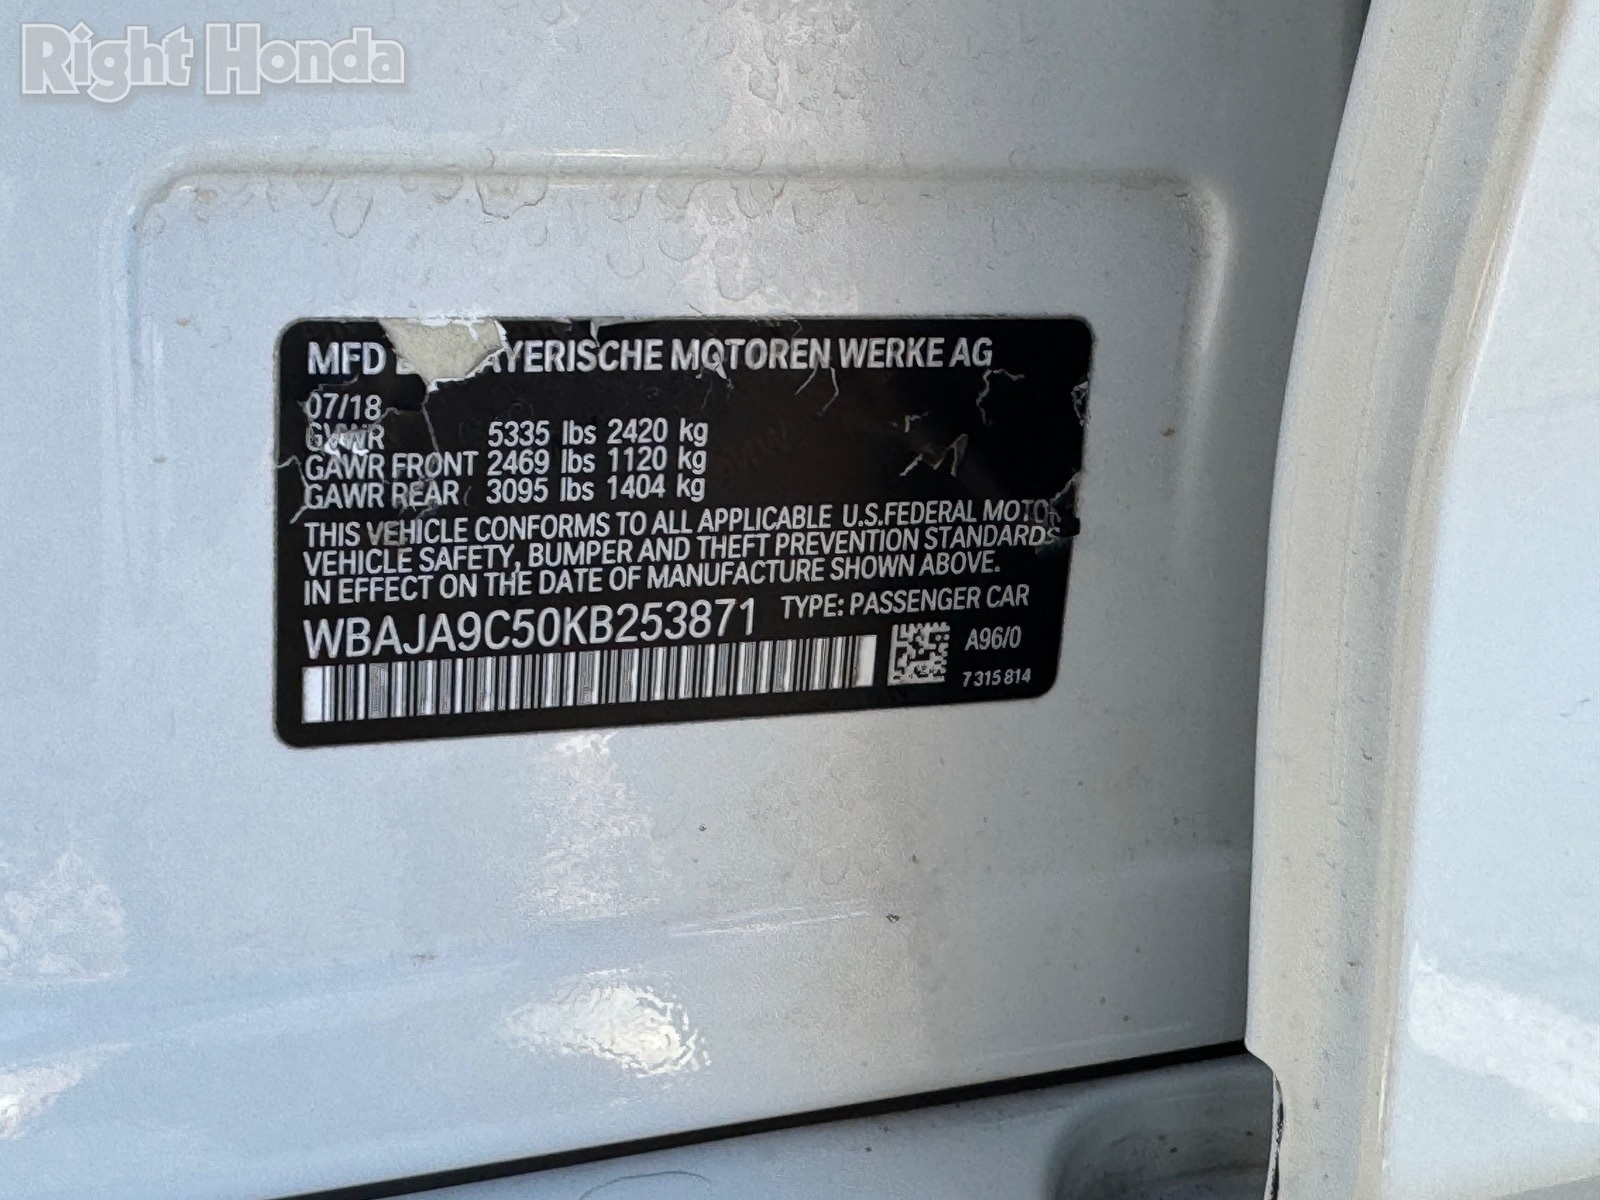 Right Honda
MFD AYERISCHE MOTOREN WERKE AG
07/18
GVWR 5335 lbs 2420 kg
GAWR FRONT 2469 lbs 1120 kg
GAWR REAR 3095 lbs 1404 kg
THIS VEHICLE CONFORMS TO ALL APPLICABLE U.S.FEDERAL MOTOR
VEHICLE SAFETY, BUMPER AND THEFT PREVENTION STANDARDS
IN EFFECT ON THE DATE OF MANUFACTURE SHOWN ABOVE.
WBAJA9C50KB253871 TYPE: PASSENGER CAR
A96/0
7 315 814